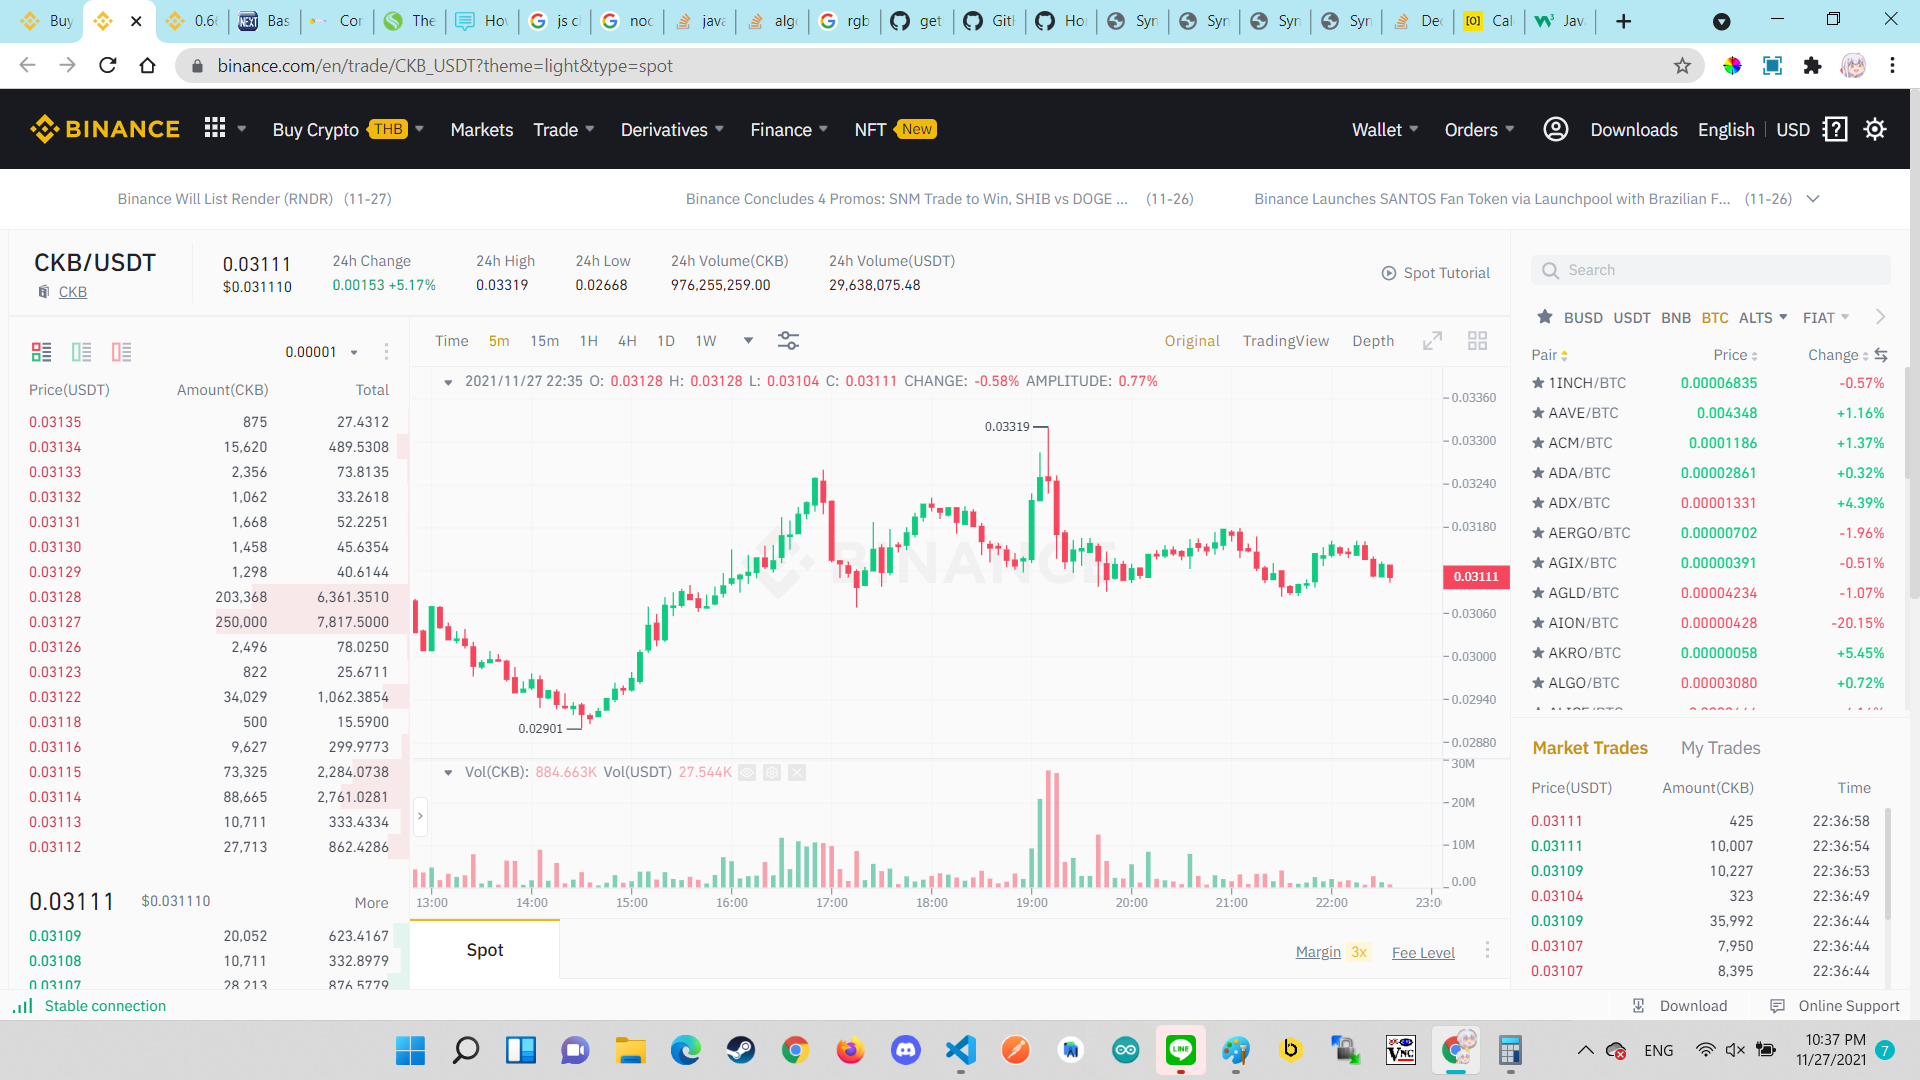 Buy
0.66
Bas
Cor
The
Hov
js cl
noc
java
algo
rgb
get
Gith
Hor
Syn
Syn
Syn
Syn
Dec
Cal
Jav
binance.com/en/trade/CKB_USDT?theme=light&type=spot
BINANCE Buy Crypto THB Markets Trade Derivatives Finance NFT New Wallet Orders Downloads English USD
Binance Will List Render (RNDR) (11-27) Binance Concludes 4 Promos: SNM Trade to Win, SHIB vs DOGE ... (11-26) Binance Launches SANTOS Fan Token via Launchpool with Brazilian F... (11-26)
CKB/USDT
CKB
0.03111
$0.031110
24h Change
0.00153 +5.17%
24h High
0.03319
24h Low
0.02668
24h Volume(CKB)
976,255,259.00
24h Volume(USDT)
29,638,075.48
Spot Tutorial
0.00001
Price(USDT) Amount(CKB) Total
0.03135 875 27.4312
0.03134 15,620 489.5308
0.03133 2,356 73.8135
0.03132 1,062 33.2618
0.03131 1,668 52.2251
0.03130 1,458 45.6354
0.03129 1,298 40.6144
0.03128 203,368 6,361.3510
0.03127 250,000 7,817.5000
0.03126 2,496 78.0250
0.03123 822 25.6711
0.03122 34,029 1,062.3854
0.03118 500 15.5900
0.03116 9,627 299.9773
0.03115 73,325 2,284.0738
0.03114 88,665 2,761.0281
0.03113 10,711 333.4334
0.03112 27,713 862.4286
0.03111 $0.031110 More
0.03109 20,052 623.4167
0.03108 10,711 332.8979
0.03107 28,213 876.5779
Time 5m 15m 1H 4H 1D 1W Original TradingView Depth
2021/11/27 22:35 O: 0.03128 H: 0.03128 L: 0.03104 C: 0.03111 CHANGE: -0.58% AMPLITUDE: 0.77%
0.03319
BINANCE
0.02901
0.03360
0.03300
0.03240
0.03180
0.03111
0.03060
0.03000
0.02940
0.02880
Vol(CKB): 884.663K Vol(USDT) 27.544K
30M
20M
10M
0.00
13:00 14:00 15:00 16:00 17:00 18:00 19:00 20:00 21:00 22:00 23:0
Spot
Margin 3x Fee Level
Search
BUSD USDT BNB BTC ALTS FIAT
Pair Price Change
1INCH/BTC 0.00006835 -0.57%
AAVE/BTC 0.004348 +1.16%
ACM/BTC 0.0001186 +1.37%
ADA/BTC 0.00002861 +0.32%
ADX/BTC 0.00001331 +4.39%
AERGO/BTC 0.00000702 -1.96%
AGIX/BTC 0.00000391 -0.51%
AGLD/BTC 0.00004234 -1.07%
AION/BTC 0.00000428 -20.15%
AKRO/BTC 0.00000058 +5.45%
ALGO/BTC 0.00003080 +0.72%
Market Trades My Trades
Price(USDT) Amount(CKB) Time
0.03111 425 22:36:58
0.03111 10,007 22:36:54
0.03109 10,227 22:36:53
0.03104 323 22:36:49
0.03109 35,992 22:36:44
0.03107 7,950 22:36:44
0.03107 8,395 22:36:44
Stable connection
Download Online Support
ENG
10:37 PM
11/27/2021
7